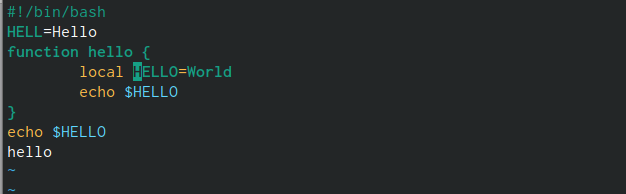 #!/bin/bash
HELL=Hello
function hello {
        local HELLO=World
        echo $HELLO
}
echo $HELLO
hello
~
~